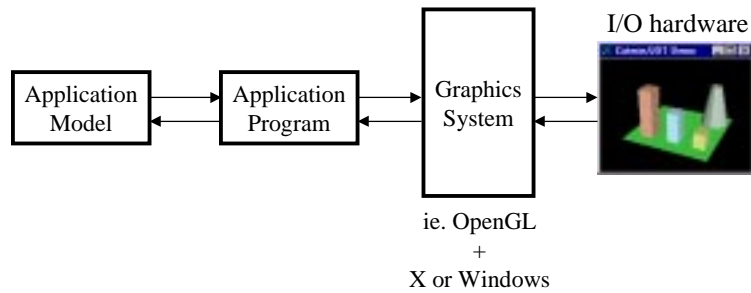 I/O hardware
Application
Model
Application
Program
Graphics
System
ie. OpenGL
+
X or Windows